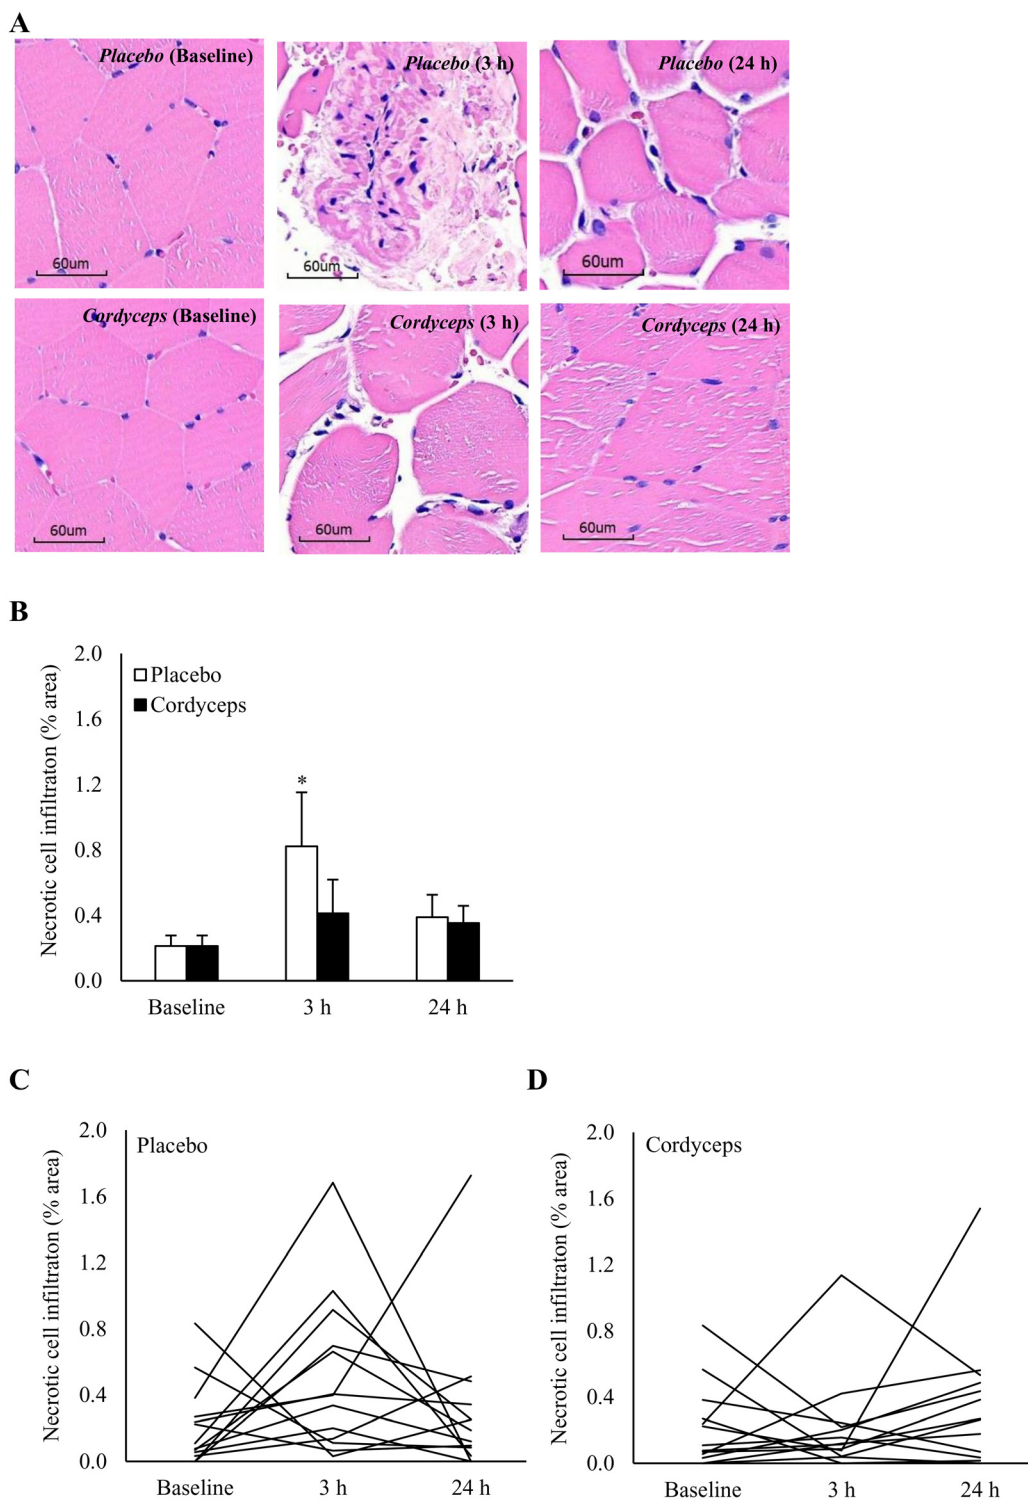 A
Placebo (Baseline)
Placebo (3 h)
Placebo (24 h)
60um
60um
60um
Cordyceps (Baseline)
Cordyceps (3 h)
Cordyceps (24 h)
60um
60um
60um
B
Necrotic cell infiltraton (% area)
2.0
1.6
1.2
0.8
0.4
0.0
Placebo
Cordyceps
*
Baseline
3 h
24 h
C
Necrotic cell infiltraton (% area)
2.0
1.6
1.2
0.8
0.4
0.0
Placebo
Baseline
3 h
24 h
D
Necrotic cell infiltraton (% area)
2.0
1.6
1.2
0.8
0.4
0.0
Cordyceps
Baseline
3 h
24 h